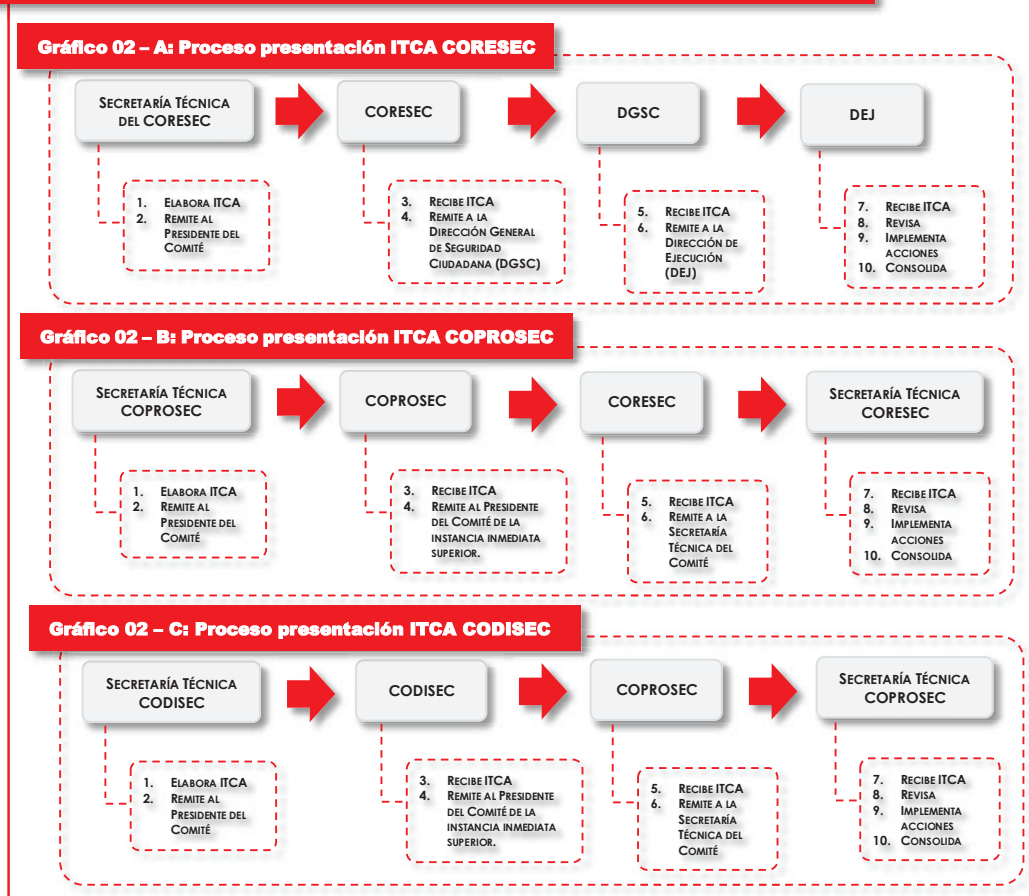 Gráfico 02 – A: Proceso presentación ITCA CORESEC
SECRETARÍA TÉCNICA
DEL CORESEC
CORESEC
DGSC
DEJ
1. ELABORA ITCA
2. REMITE AL
PRESIDENTE DEL
COMITÉ
3. RECIBE ITCA
4. REMITE A LA
DIRECCIÓN GENERAL
DE SEGURIDAD
CIUDADANA (DGSC)
5. RECIBE ITCA
6. REMITE A LA
DIRECCIÓN DE
EJECUCIÓN
(DEJ)
7. RECIBE ITCA
8. REVISA
9. IMPLEMENTA
ACCIONES
10. CONSOLIDA
Gráfico 02 – B: Proceso presentación ITCA COPROSEC
SECRETARÍA TÉCNICA
COPROSEC
COPROSEC
CORESEC
SECRETARÍA TÉCNICA
CORESEC
1. ELABORA ITCA
2. REMITE AL
PRESIDENTE DEL
COMITÉ
3. RECIBE ITCA
4. REMITE AL PRESIDENTE
DEL COMITÉ DE LA
INSTANCIA INMEDIATA
SUPERIOR.
5. RECIBE ITCA
6. REMITE A LA
SECRETARÍA
TÉCNICA DEL
COMITÉ
7. RECIBE ITCA
8. REVISA
9. IMPLEMENTA
ACCIONES
10. CONSOLIDA
Gráfico 02 – C: Proceso presentación ITCA CODISEC
SECRETARÍA TÉCNICA
CODISEC
CODISEC
COPROSEC
SECRETARÍA TÉCNICA
COPROSEC
1. ELABORA ITCA
2. REMITE AL
PRESIDENTE DEL
COMITÉ
3. RECIBE ITCA
4. REMITE AL PRESIDENTE
DEL COMITÉ DE LA
INSTANCIA INMEDIATA
SUPERIOR.
5. RECIBE ITCA
6. REMITE A LA
SECRETARÍA
TÉCNICA DEL
COMITÉ
7. RECIBE ITCA
8. REVISA
9. IMPLEMENTA
ACCIONES
10. CONSOLIDA